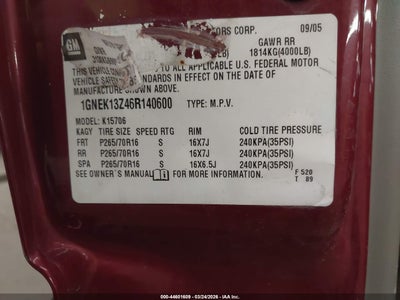 GM
ORS CORP. 09/05
GAWR RR
1814KG(4000LB)
THIS VEHICLE CON TO ALL APPLICABLE U.S. FEDERAL MOTOR
VEHICLE SAFETY STANDARDS IN EFFECT ON THE DATE OF
MANUFACTURE SHOWN ABOVE.
1GNEK13Z46R140600 TYPE: M.P.V.
MODEL: K15706
KAGY TIRE SIZE SPEED RTG RIM COLD TIRE PRESSURE
FRT P265/70R16 S 16X7J 240KPA(35PSI)
RR P265/70R16 S 16X7J 240KPA(35PSI)
SPA P265/70R16 S 16X6.5J 240KPA(35PSI)
SEE OWNER'S MANUAL FOR MORE INFORMATION.
F 520
T 89
000-44601609 - 03/24/2026 - IAA Inc.